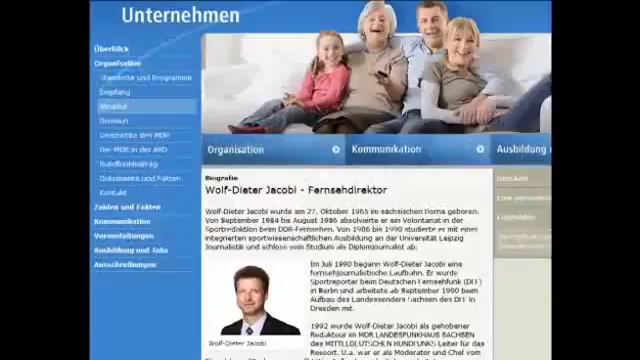 Unternehmen
Überblick
Organisation
Standorte und Programme
Empfang
Struktur
Gremien
Geschichte des MDR
Der MDR in der ARD
Rundfunkbeitrag
Dokumente und Fakten
Kontakt
Zahlen und Fakten
Kommunikation
Veranstaltungen
Ausbildung und Jobs
Ausschreibungen
Organisation
Kommunikation
Ausbildung u
Biografie
Wolf-Dieter Jacobi - Fernsehdirektor
Wolf-Dieter Jacobi wurde am 27. Oktober 1965 im sächsischen Borna geboren.
Von September 1984 bis August 1986 absolvierte er ein Volontariat in der
Sportredaktion beim DDR-Fernsehen. Von 1986 bis 1990 studierte er mit einer
integrierten sportwissenschaftlichen Ausbildung an der Universität Leipzig
Journalistik und schloss sein Studium als Diplomjournalist ab.
Im Juli 1990 begann Wolf-Dieter Jacobi eine
fernsehjournalistische Laufbahn. Er wurde
Sportreporter beim Deutschen Fernsehfunk (DFF)
in Berlin und arbeitete ab September 1990 beim
Aufbau des Landessenders Sachsen des DFF in
Dresden mit.
1992 wurde Wolf-Dieter Jacobi als gehobener
Redakteur im MDR LANDESFUNKHAUS SACHSEN
des MITTELDEUTSCHEN RUNDFUNKS Leiter für das
Ressort. U.a. war er als Moderator und Chef vom
Wolf-Dieter Jacobi